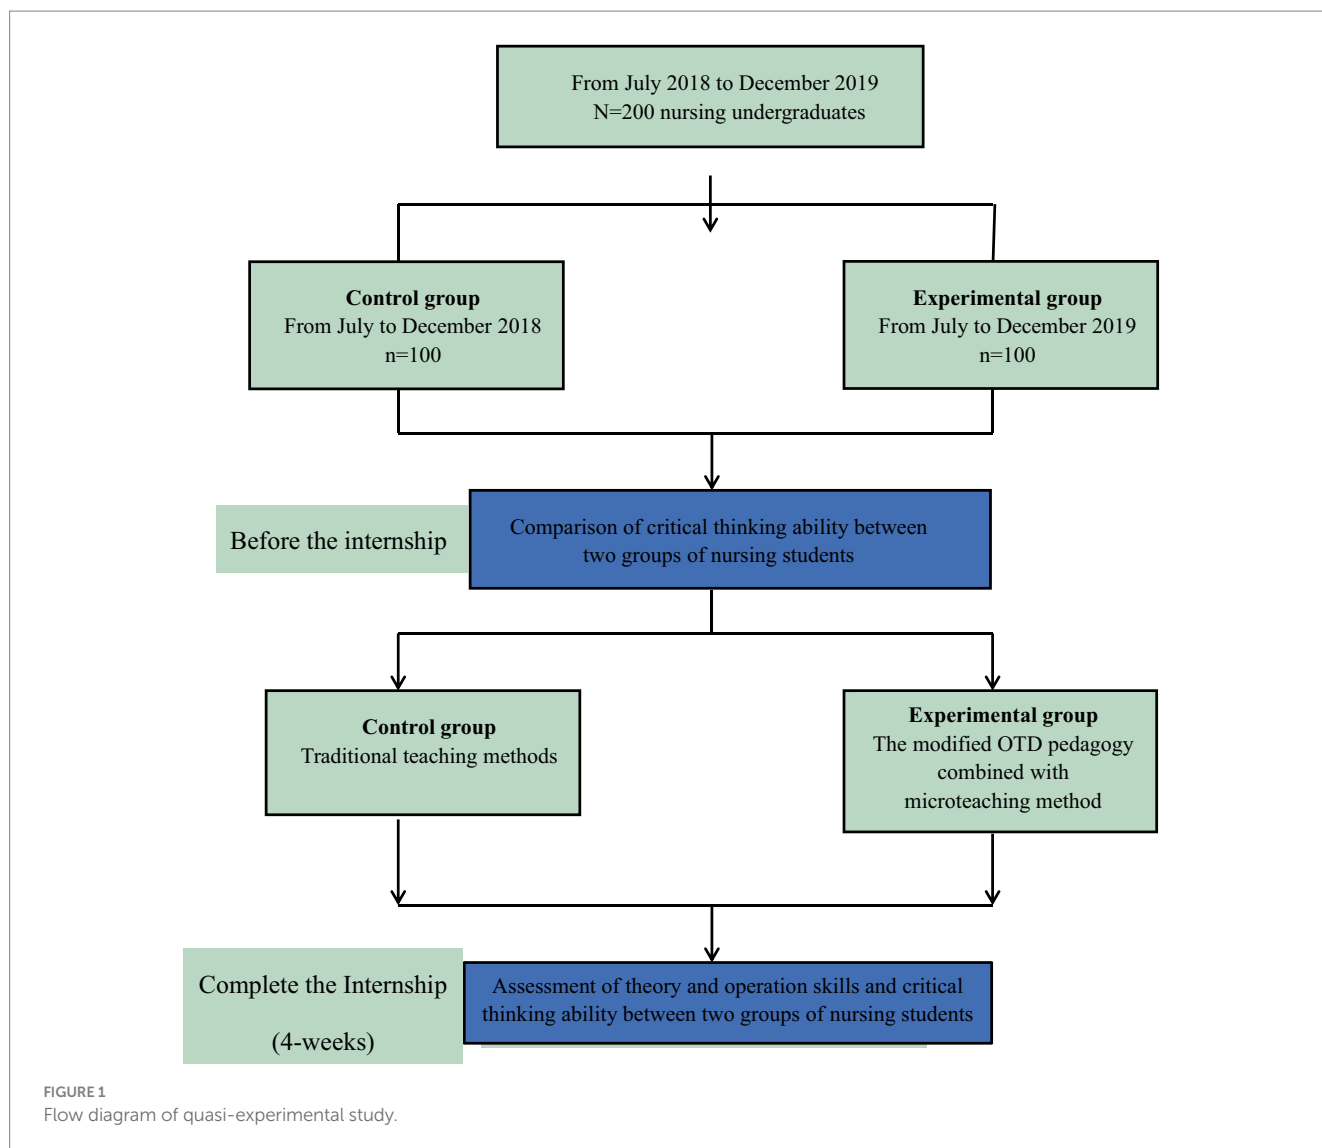 From July 2018 to December 2019
N=200 nursing undergraduates
Control group
From July to December 2018
n=100
Experimental group
From July to December 2019
n=100
Before the internship
Comparison of critical thinking ability between
two groups of nursing students
Control group
Traditional teaching methods
Experimental group
The modified OTD pedagogy
combined with
microteaching method
Complete the Internship
(4-weeks)
Assessment of theory and operation skills and critical
thinking ability between two groups of nursing students
FIGURE 1
Flow diagram of quasi-experimental study.